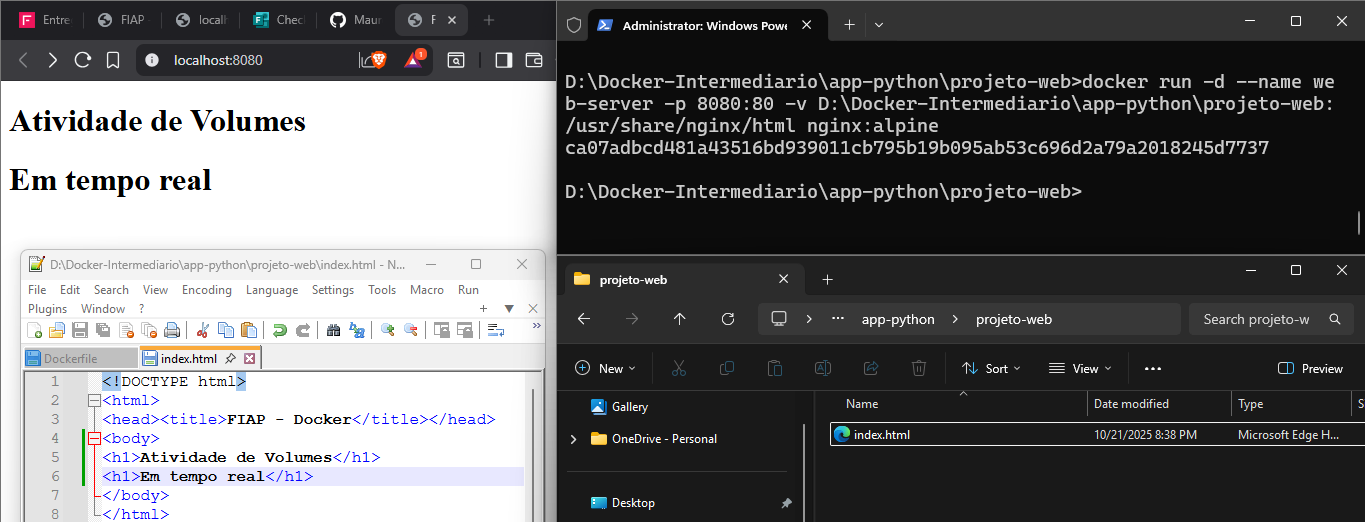 Entre
FIAP -
local
Chec
Maur
F
localhost:8080
1
Atividade de Volumes
Em tempo real
D:\Docker-Intermediario\app-python\projeto-web\index.html - N...
File Edit Search View Encoding Language Settings Tools Macro Run
Plugins Window ?
Dockerfile
index.html
1 <!DOCTYPE html>
2 <html>
3 <head><title>FIAP - Docker</title></head>
4 <body>
5 <h1>Atividade de Volumes</h1>
6 <h1>Em tempo real</h1>
7 </body>
8 </html>
Administrator: Windows Powe
D:\Docker-Intermediario\app-python\projeto-web>docker run -d --name we
b-server -p 8080:80 -v D:\Docker-Intermediario\app-python\projeto-web:
/usr/share/nginx/html nginx:alpine
ca07adbcd481a43516bd939011cb795b19b095ab53c696d2a79a2018245d7737
D:\Docker-Intermediario\app-python\projeto-web>
projeto-web
... app-python > projeto-web
Search projeto-w
New
Sort
View
...
Preview
Gallery
OneDrive - Personal
Desktop
Name Date modified Type S
index.html 10/21/2025 8:38 PM Microsoft Edge H...